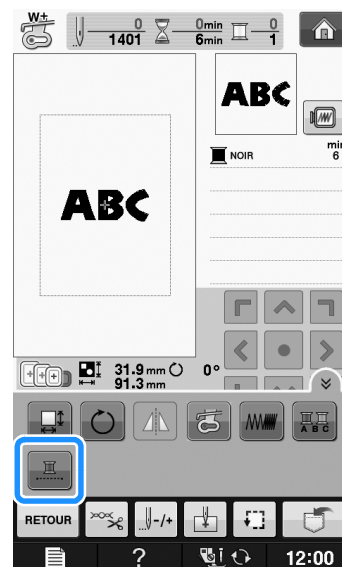 W+
0 0min 0
1401 6min 1
ABC
min
NOIR 6
ABC
31.9 mm 0°
91.3 mm
A B C
RETOUR -/+
? 12:00